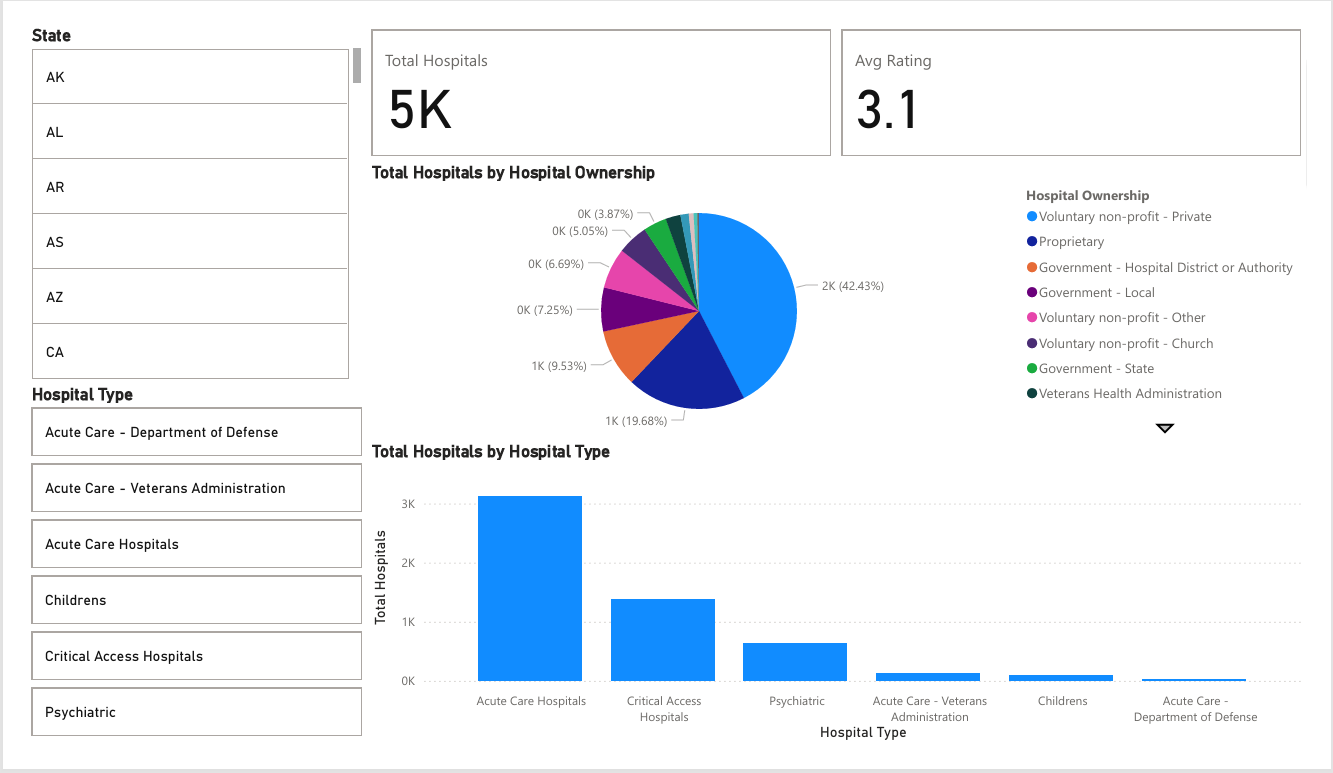 State
AK
AL
AR
AS
AZ
CA
Hospital Type
Acute Care - Department of Defense
Acute Care - Veterans Administration
Acute Care Hospitals
Childrens
Critical Access Hospitals
Psychiatric
Total Hospitals
5K
Avg Rating
3.1
Total Hospitals by Hospital Ownership
0K (3.87%)
0K (5.05%)
0K (6.69%)
0K (7.25%)
1K (9.53%)
1K (19.68%)
2K (42.43%)
Hospital Ownership
Voluntary non-profit - Private
Proprietary
Government - Hospital District or Authority
Government - Local
Voluntary non-profit - Other
Voluntary non-profit - Church
Government - State
Veterans Health Administration
Total Hospitals by Hospital Type
Total Hospitals
3K
2K
1K
0K
Acute Care Hospitals
Critical Access
Hospitals
Psychiatric
Acute Care - Veterans
Administration
Childrens
Acute Care -
Department of Defense
Hospital Type